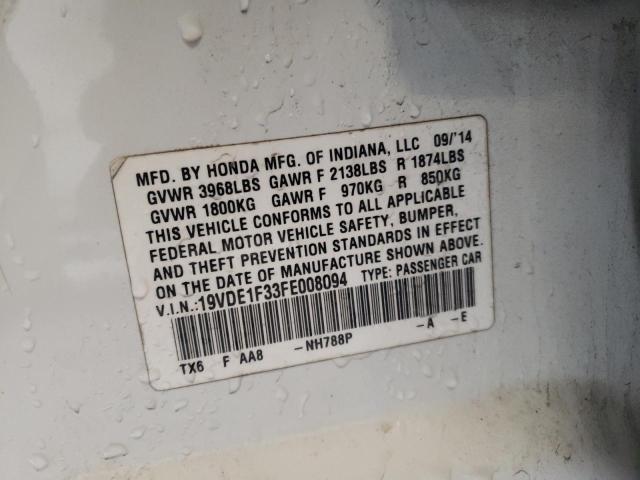 MFD. BY HONDA MFG. OF INDIANA, LLC 09/'14
GVWR 3968LBS GAWR F 2138LBS R 1874LBS
GVWR 1800KG GAWR F 970KG R 850KG
THIS VEHICLE CONFORMS TO ALL APPLICABLE
FEDERAL MOTOR VEHICLE SAFETY, BUMPER,
AND THEFT PREVENTION STANDARDS IN EFFECT
ON THE DATE OF MANUFACTURE SHOWN ABOVE.
V.I.N.:19VDE1F33FE008094 TYPE: PASSENGER CAR
TX6 F AA8 -NH788P -A -E